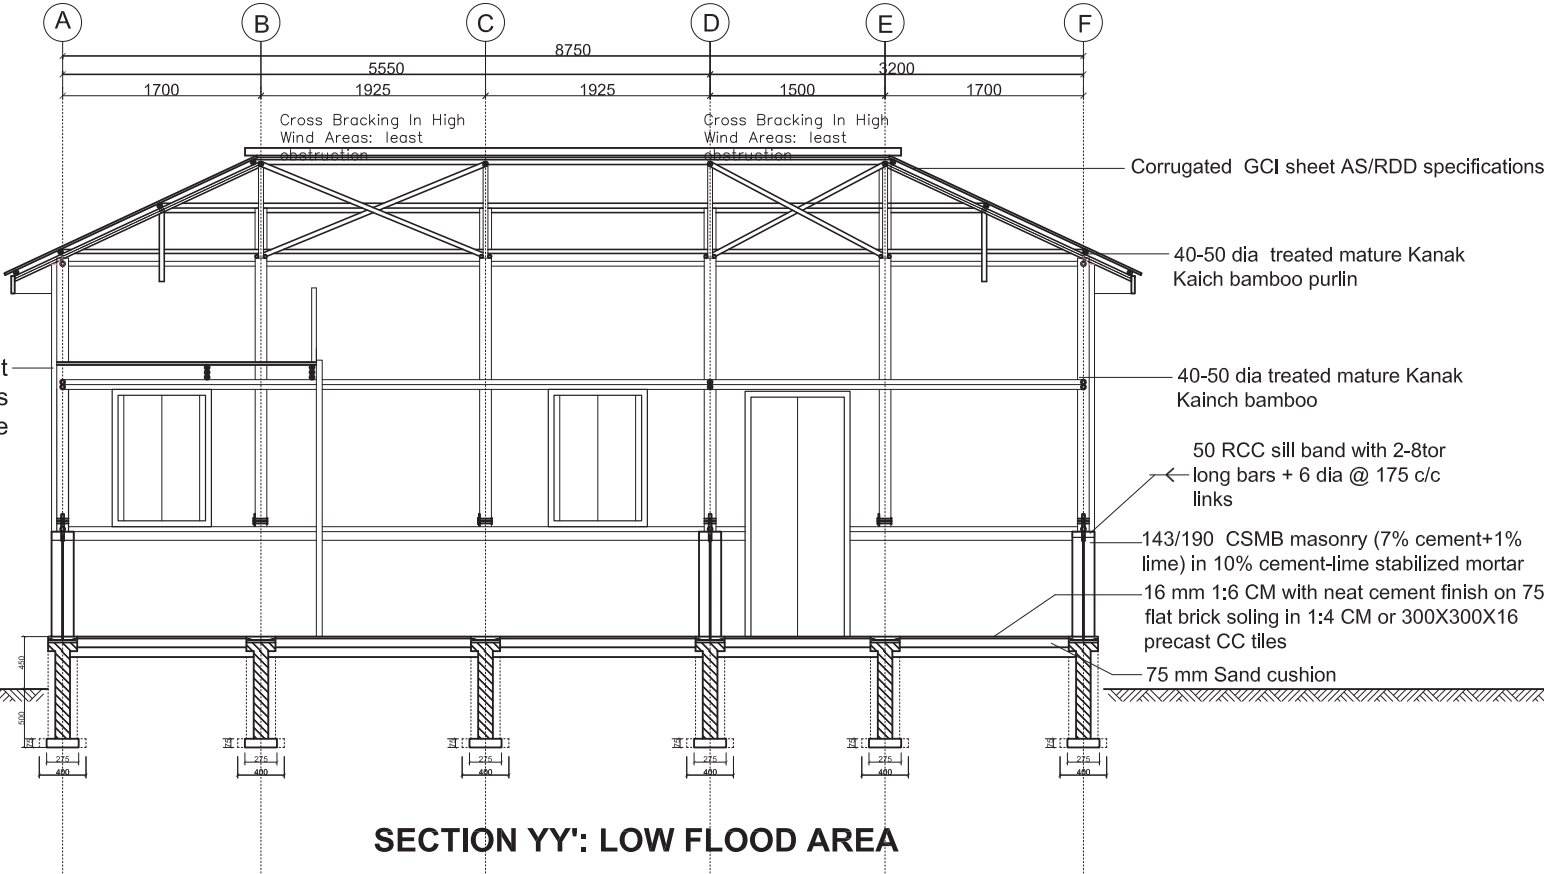 A B C D E F
8750
5550 3200
1700 1925 1925 1500 1700
Cross Bracking In High
Wind Areas: least
obstruction
Cross Bracking In High
Wind Areas: least
obstruction
Corrugated GCI sheet AS/RDD specifications
40-50 dia treated mature Kanak
Kaich bamboo purlin
t
s
e
40-50 dia treated mature Kanak
Kainch bamboo
50 RCC sill band with 2-8tor
long bars + 6 dia @ 175 c/c
links
143/190 CSMB masonry (7% cement+1%
lime) in 10% cement-lime stabilized mortar
16 mm 1:6 CM with neat cement finish on 75
flat brick soling in 1:4 CM or 300X300X16
precast CC tiles
75 mm Sand cushion
450
500
75 75 75 75 75 75
275 275 275 275 275 275
400 400 400 400 400 400
SECTION YY': LOW FLOOD AREA